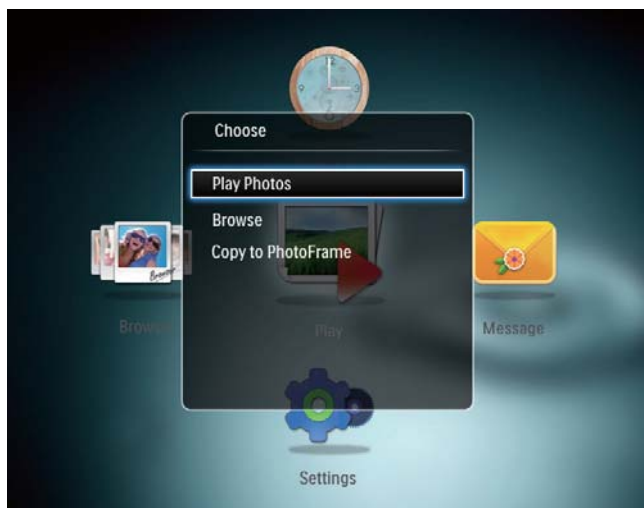 Choose
Play Photos
Browse
Copy to PhotoFrame
Browse
Play
Message
Settings